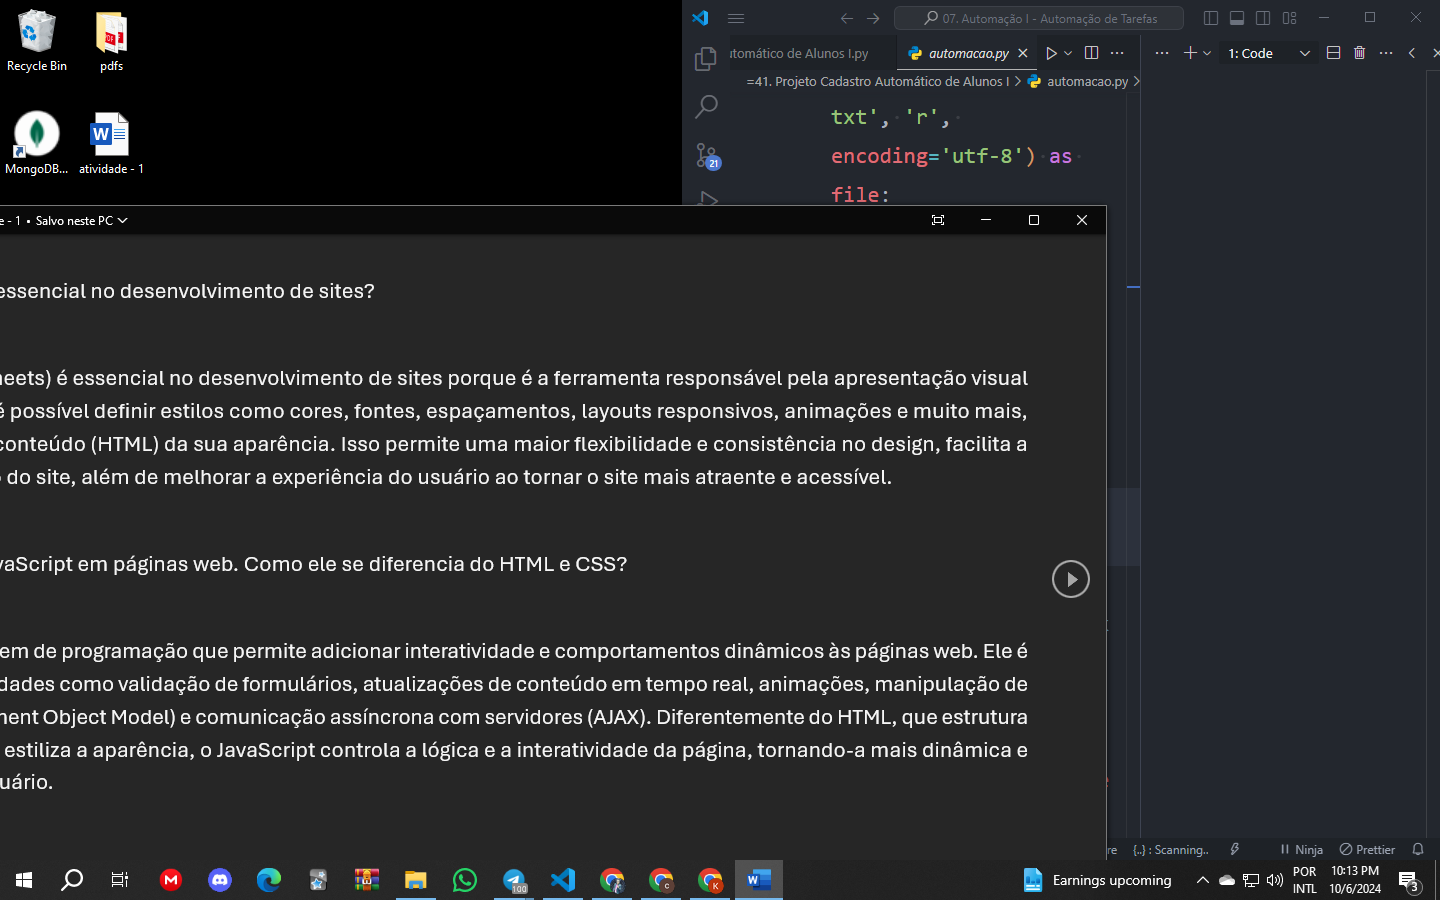 Recycle Bin
pdfs
MongoDB...
atividade - 1
07. Automação I - Automação de Tarefas
utomático de Alunos I.py
automacao.py
1: Code
=41. Projeto Cadastro Automático de Alunos I > automacao.py >
txt', 'r',
encoding='utf-8') as
file:
21
e - 1 • Salvo neste PC
essencial no desenvolvimento de sites?
heets) é essencial no desenvolvimento de sites porque é a ferramenta responsável pela apresentação visual
é possível definir estilos como cores, fontes, espaçamentos, layouts responsivos, animações e muito mais,
conteúdo (HTML) da sua aparência. Isso permite uma maior flexibilidade e consistência no design, facilita a
o do site, além de melhorar a experiência do usuário ao tornar o site mais atraente e acessível.
vaScript em páginas web. Como ele se diferencia do HTML e CSS?
em de programação que permite adicionar interatividade e comportamentos dinâmicos às páginas web. Ele é
dades como validação de formulários, atualizações de conteúdo em tempo real, animações, manipulação de
ment Object Model) e comunicação assíncrona com servidores (AJAX). Diferentemente do HTML, que estrutura
estiliza a aparência, o JavaScript controla a lógica e a interatividade da página, tornando-a mais dinâmica e
uário.
re {..} : Scanning.. Ninja Prettier
100
Earnings upcoming
POR
INTL
10:13 PM
10/6/2024
3